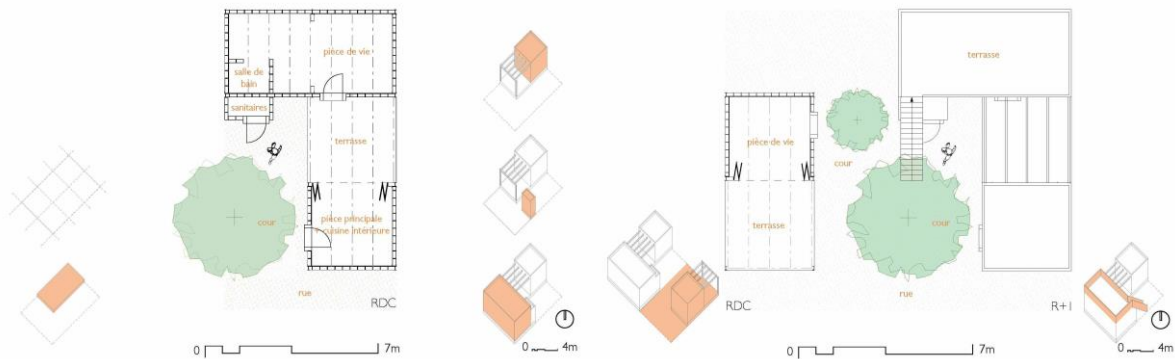 pièce de vie
salle de
bain
sanitaires
terrasse
cour
pièce principale
cuisine intérieure
rue
RDC
0 7m
0 4m
terrasse
pièce de vie
cour
cour
terrasse
rue
RDC
R+1
0 7m
0 4m